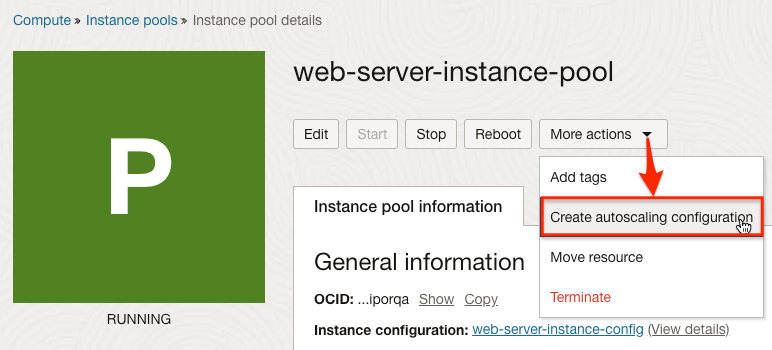 Compute » Instance pools » Instance pool details
P
RUNNING
web-server-instance-pool
Edit Start Stop Reboot More actions
Add tags
Create autoscaling configuration
Move resource
Terminate
Instance pool information
General information
OCID: ...iporqa Show Copy
Instance configuration: web-server-instance-config (View details)